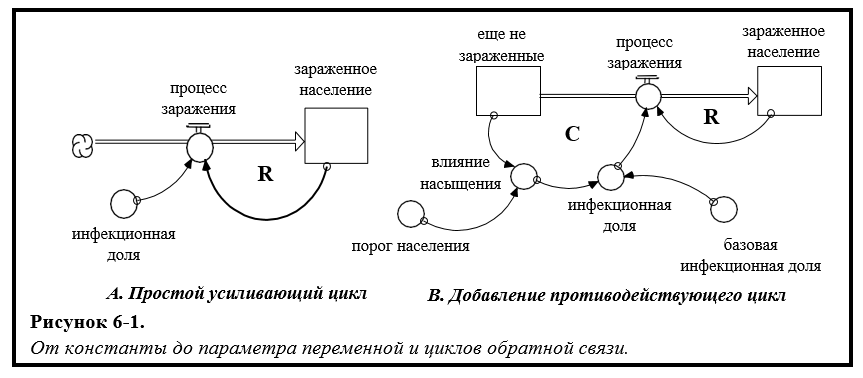 процесс
заражения
зараженное
население
R
инфекционная
доля
А. Простой усиливающий цикл
еще не
зараженные
процесс
заражения
зараженное
население
C
R
влияние
насыщения
порог населения
инфекционная
доля
базовая
инфекционная доля
В. Добавление противодействующего цикл
Рисунок 6-1.
От константы до параметра переменной и циклов обратной связи.